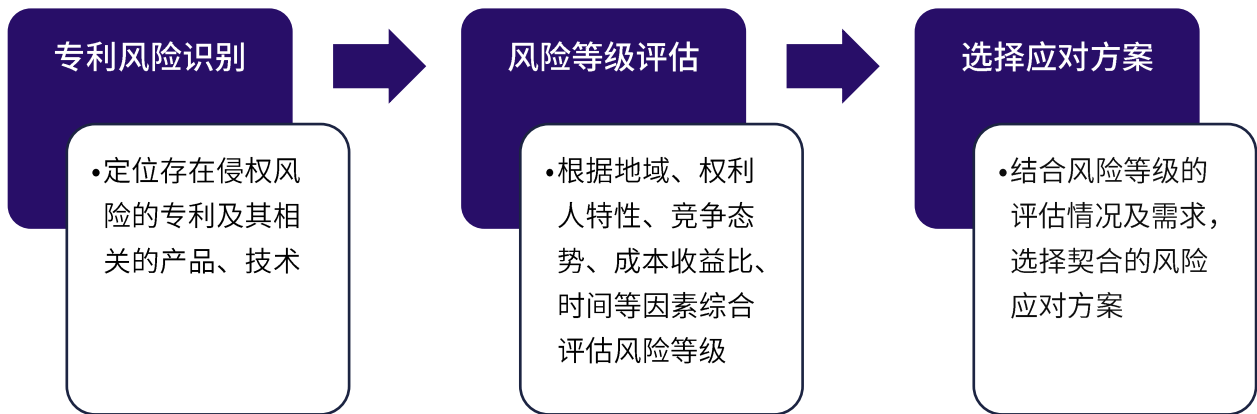 专利风险识别
•定位存在侵权风
险的专利及其相
关的产品、技术
风险等级评估
•根据地域、权利
人特性、竞争态
势、成本收益比、
时间等因素综合
评估风险等级
选择应对方案
•结合风险等级的
评估情况及需求，
选择契合的风险
应对方案